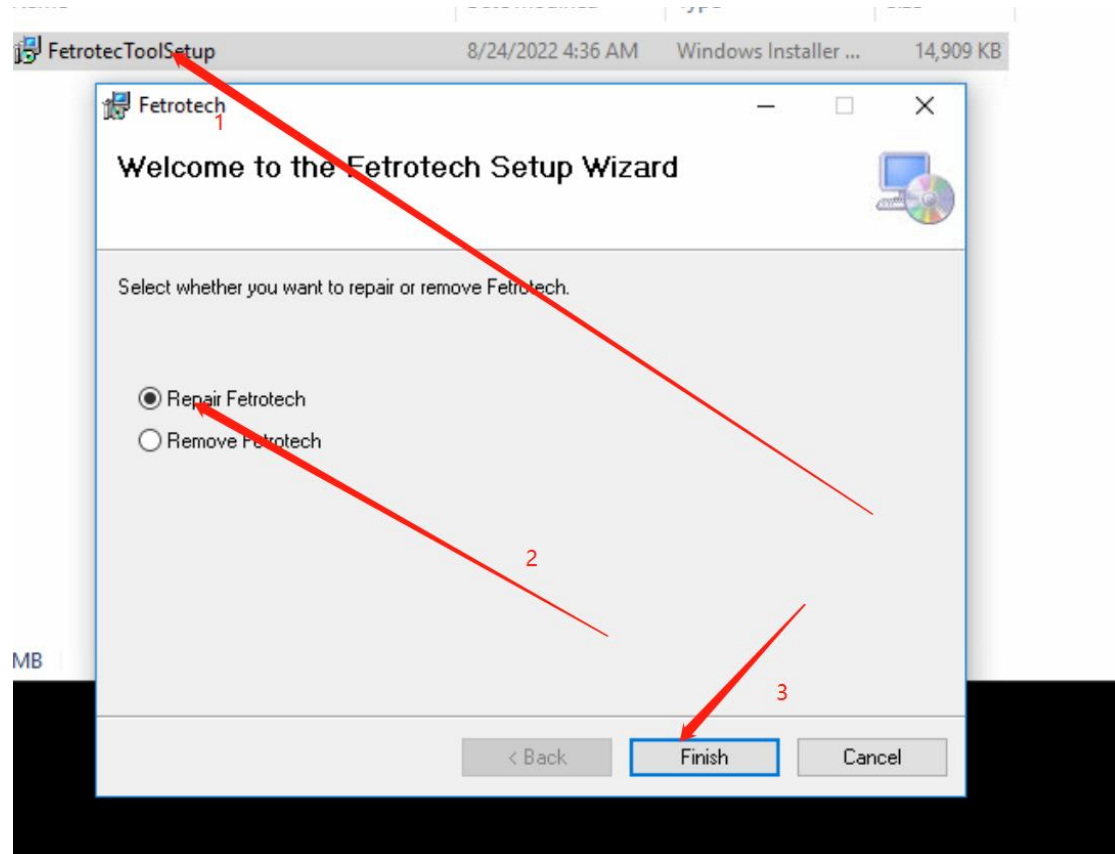 FetrotecToolSetup 8/24/2022 4:36 AM Windows Installer ... 14,909 KB
Fetrotech
1
Welcome to the Fetrotech Setup Wizard
Select whether you want to repair or remove Fetrotech.
Repair Fetrotech
Remove Fetrotech
2
MB
3
< Back Finish Cancel